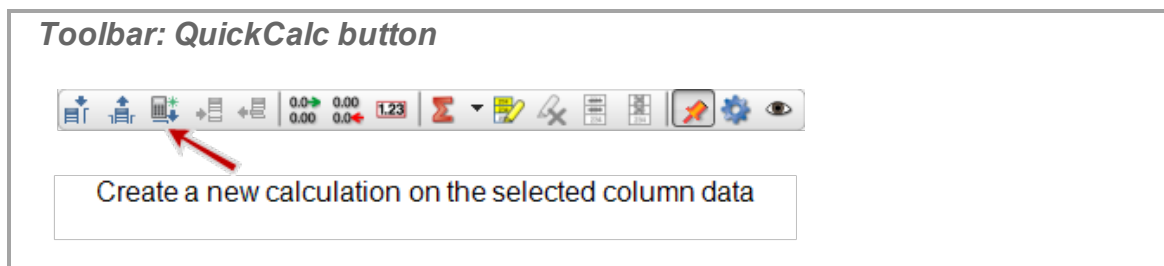 Toolbar: QuickCalc button
0.0 0.00 1.23
0.00 0.0
Create a new calculation on the selected column data